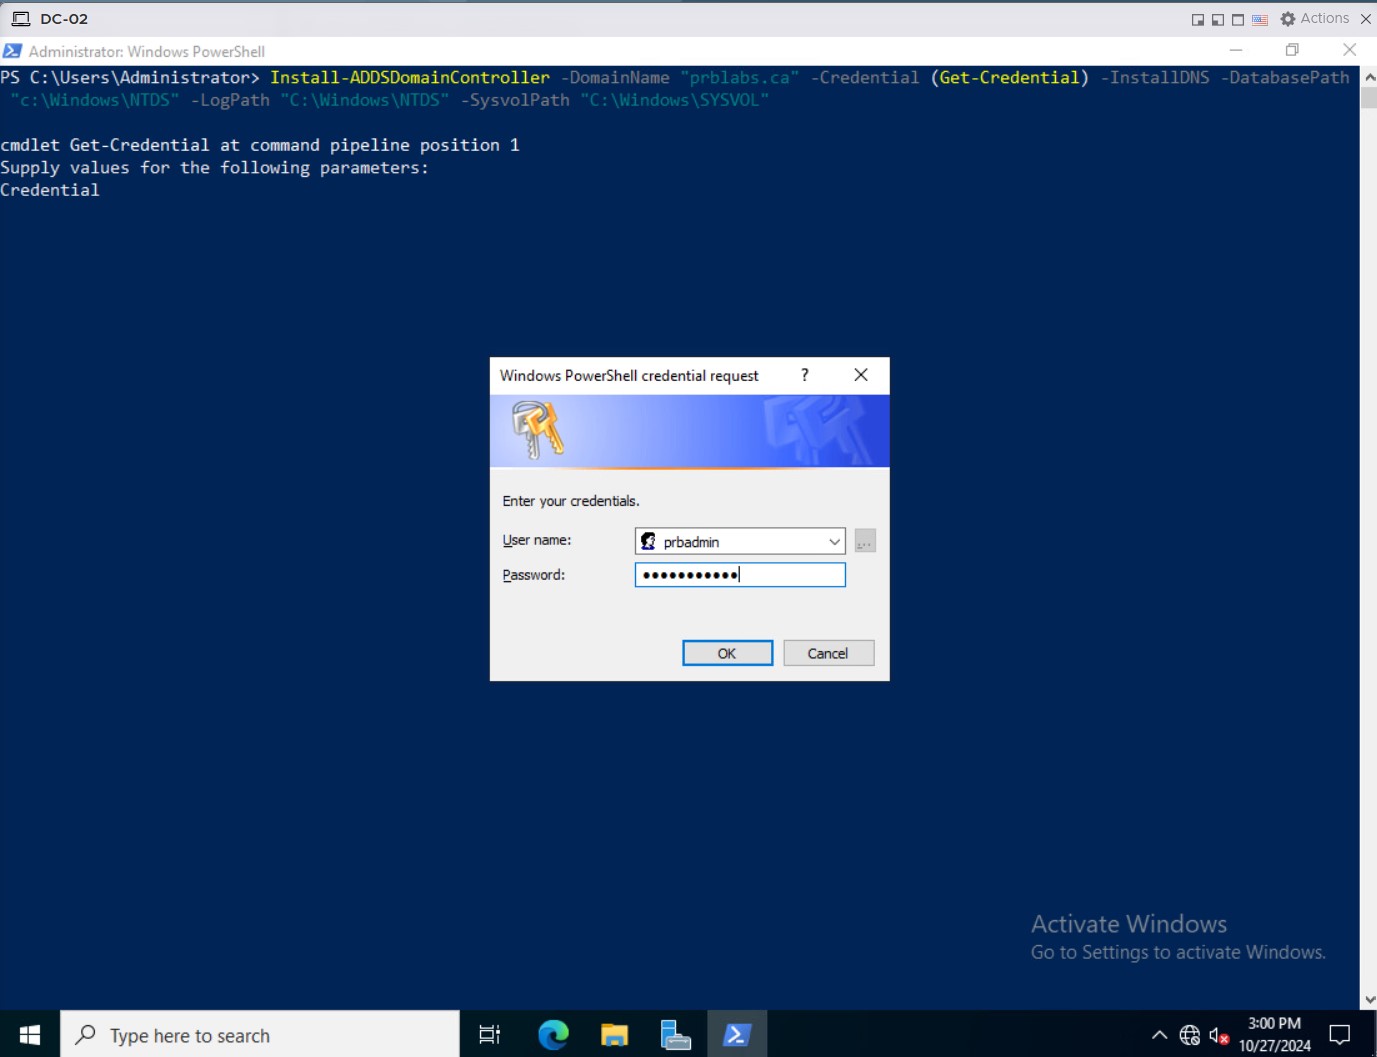 DC-02
Actions
Administrator: Windows PowerShell
PS C:\Users\Administrator> Install-ADDSDomainController -DomainName "prblabs.ca" -Credential (Get-Credential) -InstallDNS -DatabasePath
"c:\Windows\NTDS" -LogPath "C:\Windows\NTDS" -SysvolPath "C:\Windows\SYSVOL"
cmdlet Get-Credential at command pipeline position 1
Supply values for the following parameters:
Credential
Windows PowerShell credential request
?
Enter your credentials.
User name:
prbadmin
...
Password:
•••••••••••
OK
Cancel
Activate Windows
Go to Settings to activate Windows.
Type here to search
3:00 PM
10/27/2024